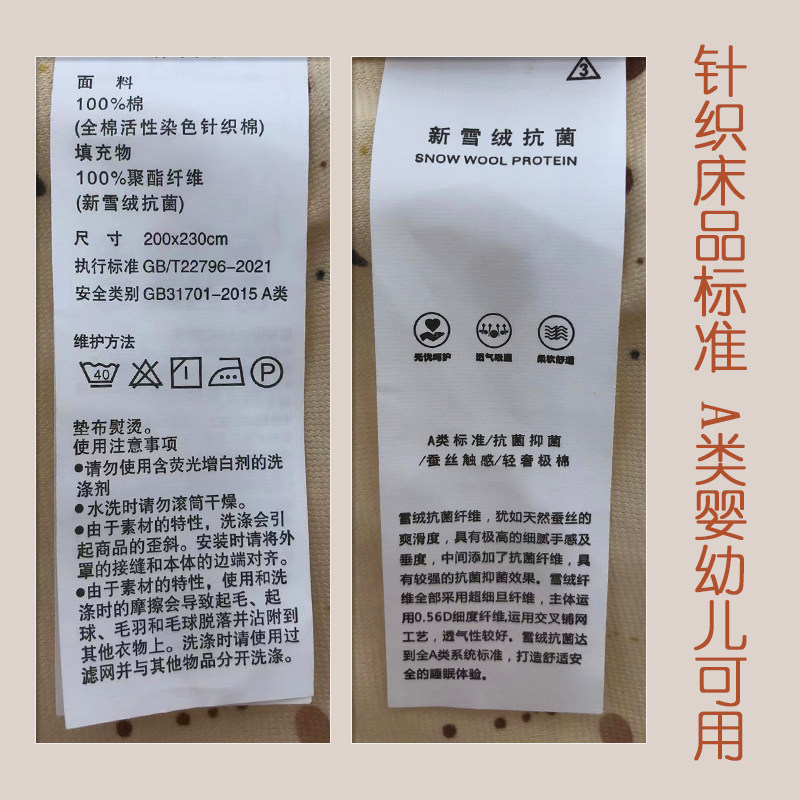 面 料
100%棉
(全棉活性染色针织棉)
填充物
100%聚酯纤维
(新雪绒抗菌)
尺 寸 200x230cm
执行标准 GB/T22796-2021
安全类别 GB31701-2015 A类
维护方法
40
P
垫布熨烫。
使用注意事项
●请勿使用含荧光增白剂的洗
涤剂
●水洗时请勿滚筒干燥。
●由于素材的特性，洗涤会引
起商品的歪斜。安装时请将外
罩的接缝和本体的边端对齐。
●由于素材的特性，使用和洗
涤时的摩擦会导致起毛、起
球、毛羽和毛球脱落并沾附到
其他衣物上。洗涤时请使用过
滤网并与其他物品分开洗涤。
3
新雪绒抗菌
SNOW WOOL PROTEIN
无忧呵护 透气吸湿 柔软舒适
A类标准/抗菌抑菌
/蚕丝触感/轻奢极棉
雪绒抗菌纤维，犹如天然蚕丝的
爽滑度，具有极高的细腻手感及
垂度，中间添加了抗菌纤维，具
有较强的抗菌抑菌效果。雪绒纤
维全部采用超细旦纤维，主体运
用0.56D细度纤维,运用交叉铺网
工艺，透气性较好。雪绒抗菌达
到全A类系统标准，打造舒适安
全的睡眠体验。
针织床品标准 A类婴幼儿可用